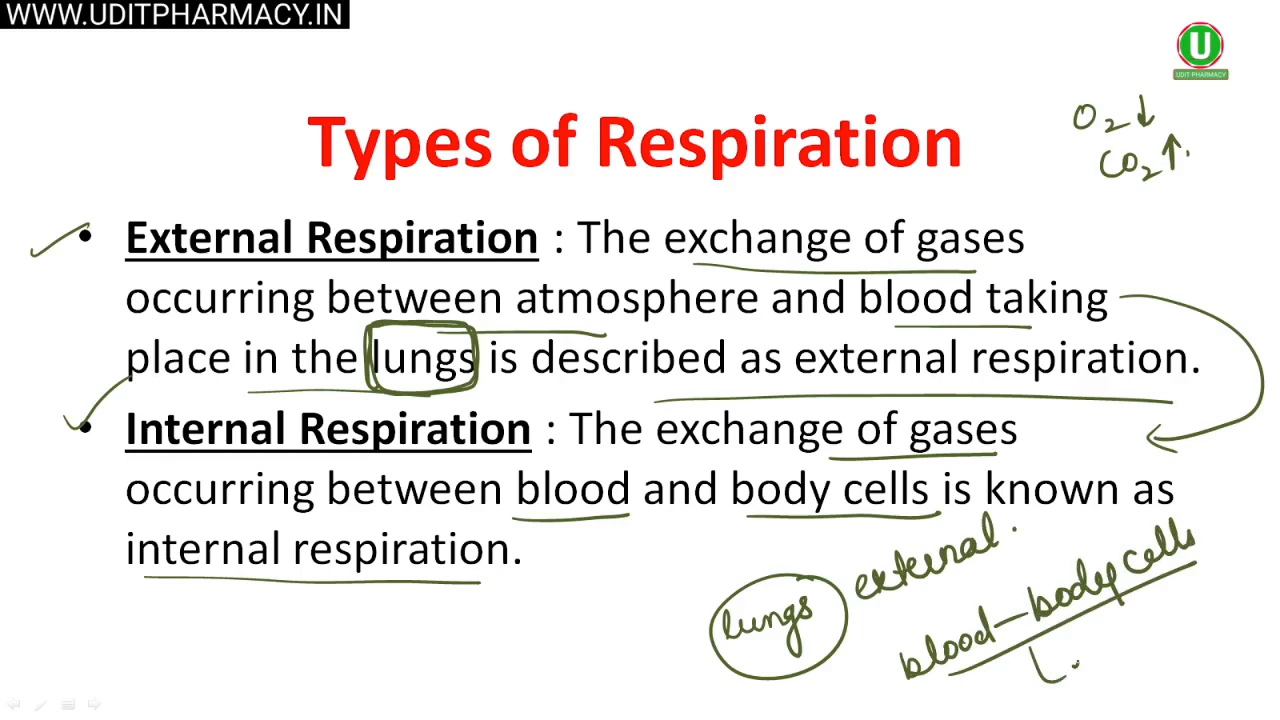 WWW.UDITPHARMACY.IN
U
UDIT PHARMACY
Types of Respiration
O2↓
CO2↑
• External Respiration : The exchange of gases
occurring between atmosphere and blood taking
place in the lungs is described as external respiration.
• Internal Respiration : The exchange of gases
occurring between blood and body cells is known as
internal respiration.
lungs external.
blood-body cells